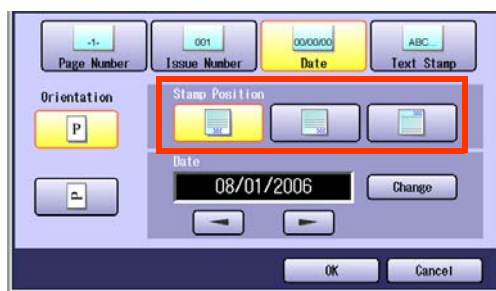 -1-
Page Number
001
Issue Number
00/00/00
Date
ABC...
Text Stamp
Orientation
P
P
Stamp Position
Date
08/01/2006
Change
OK
Cancel